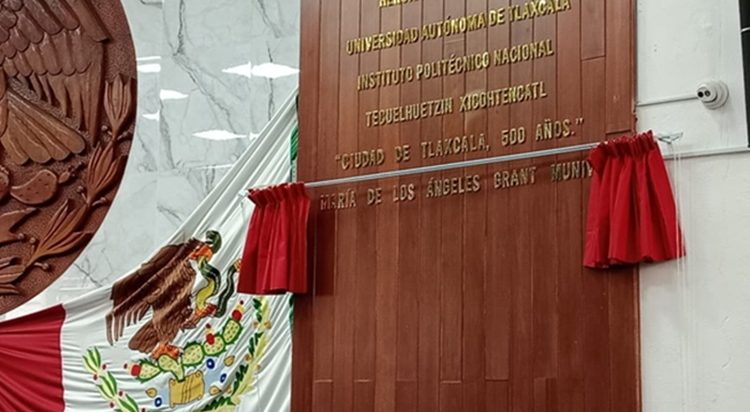 UNIVERSIDAD AUTÓNOMA DE TLAXCALA
INSTITUTO POLITÉCNICO NACIONAL
TECUELHUETZIN XICOHTENCATL
"CIUDAD DE TLAXCALA, 500 AÑOS."
MARÍA DE LOS ÁNGELES GRANT